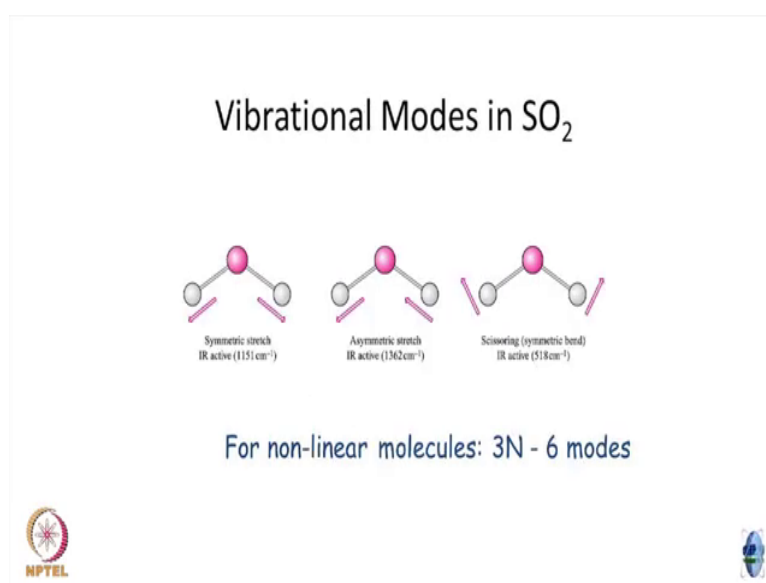 Vibrational Modes in SO₂
Symmetric stretch
IR active (1151 cm⁻¹)
Asymmetric stretch
IR active (1362 cm⁻¹)
Scissoring (symmetric bend)
IR active (518 cm⁻¹)
For non-linear molecules: 3N - 6 modes
NPTEL